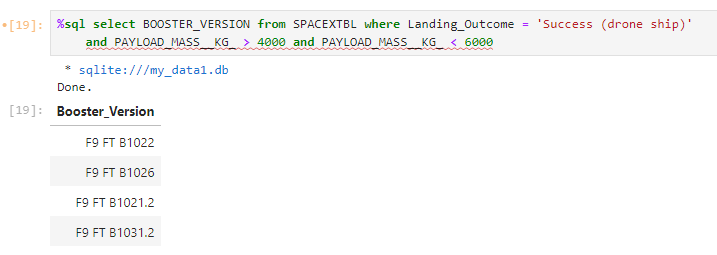 •[19]: %sql select BOOSTER_VERSION from SPACEXTBL where Landing_Outcome = 'Success (drone ship)'
and PAYLOAD_MASS__KG_ > 4000 and PAYLOAD_MASS__KG_ < 6000
* sqlite:///my_data1.db
Done.
[19]: Booster_Version
F9 FT B1022
F9 FT B1026
F9 FT B1021.2
F9 FT B1031.2